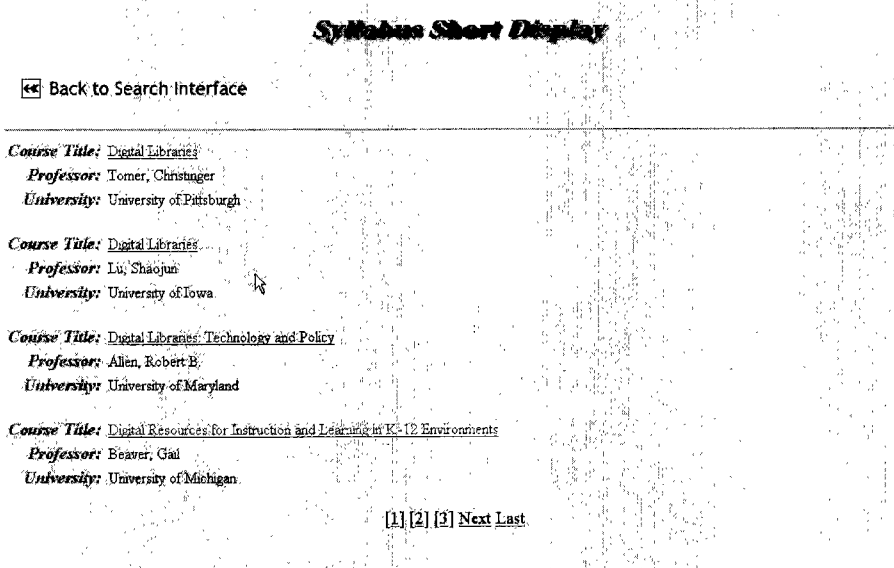 Syllabus Short Display
Back to Search Interface
Course Title: Digital Libraries
Professor: Tomer, Christinger
University: University of Pittsburgh
Course Title: Digital Libraries
Professor: Lu, Shaojun
University: University of Iowa
Course Title: Digital Libraries: Technology and Policy
Professor: Allen, Robert B.
University: University of Maryland
Course Title: Digital Resources for Instruction and Learning in K-12 Environments
Professor: Beaver, Gail
University: University of Michigan
[1] [2] [3] Next Last